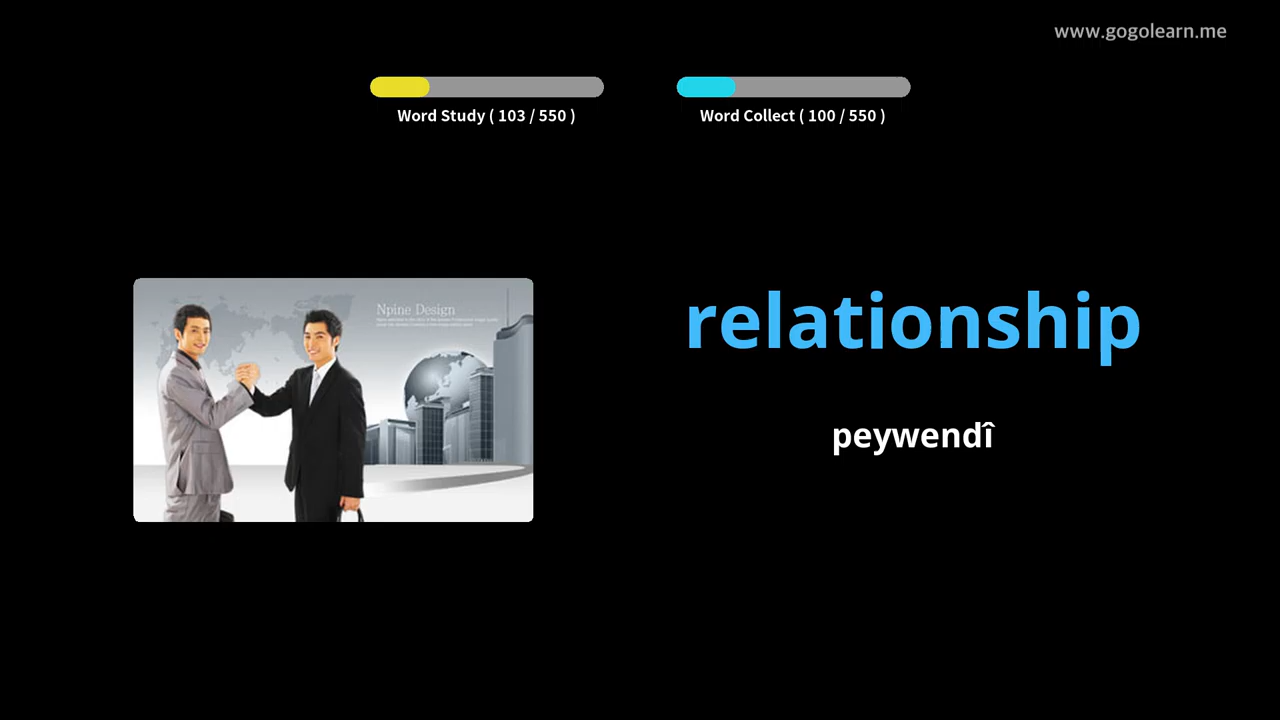 www.gogolearn.me
Word Study ( 103 / 550 )
Word Collect ( 100 / 550 )
Npine Design
relationship
peywendî